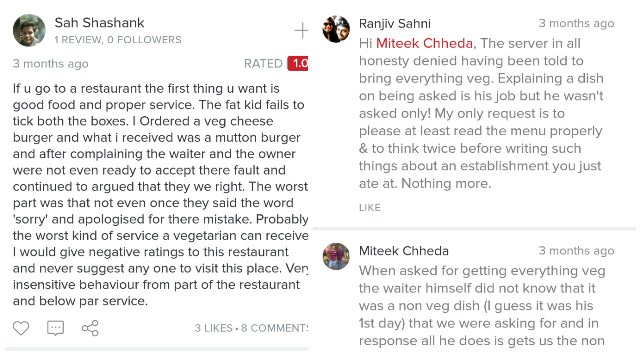 Sah Shashank
1 REVIEW, 0 FOLLOWERS
3 months ago
RATED 1.0
If u go to a restaurant the first thing u want is
good food and proper service. The fat kid fails to
tick both the boxes. I Ordered a veg cheese
burger and what i received was a mutton burger
and after complaining the waiter and the owner
were not even ready to accept there fault and
continued to argued that they we right. The worst
part was that not even once they said the word
'sorry' and apologised for there mistake. Probably
the worst kind of service a vegetarian can receive
I would give negative ratings to this restaurant
and never suggest any one to visit this place. Very
insensitive behaviour from part of the restaurant
and below par service.
3 LIKES • 8 COMMENTS
Ranjiv Sahni
3 months ago
Hi Miteek Chheda, The server in all
honesty denied having been told to
bring everything veg. Explaining a dish
on being asked is his job but he wasn't
asked only! My only request is to
please at least read the menu properly
& to think twice before writing such
things about an establishment you just
ate at. Nothing more.
LIKE
Miteek Chheda
3 months ago
When asked for getting everything veg
the waiter himself did not know that it
was a non veg dish (I guess it was his
1st day) that we were asking for and in
response all he does is gets us the non